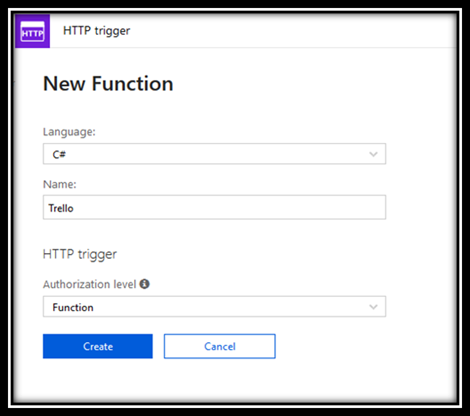 HTTP
HTTP trigger
New Function
Language:
C#
Name:
Trello
HTTP trigger
Authorization level
Function
Create
Cancel